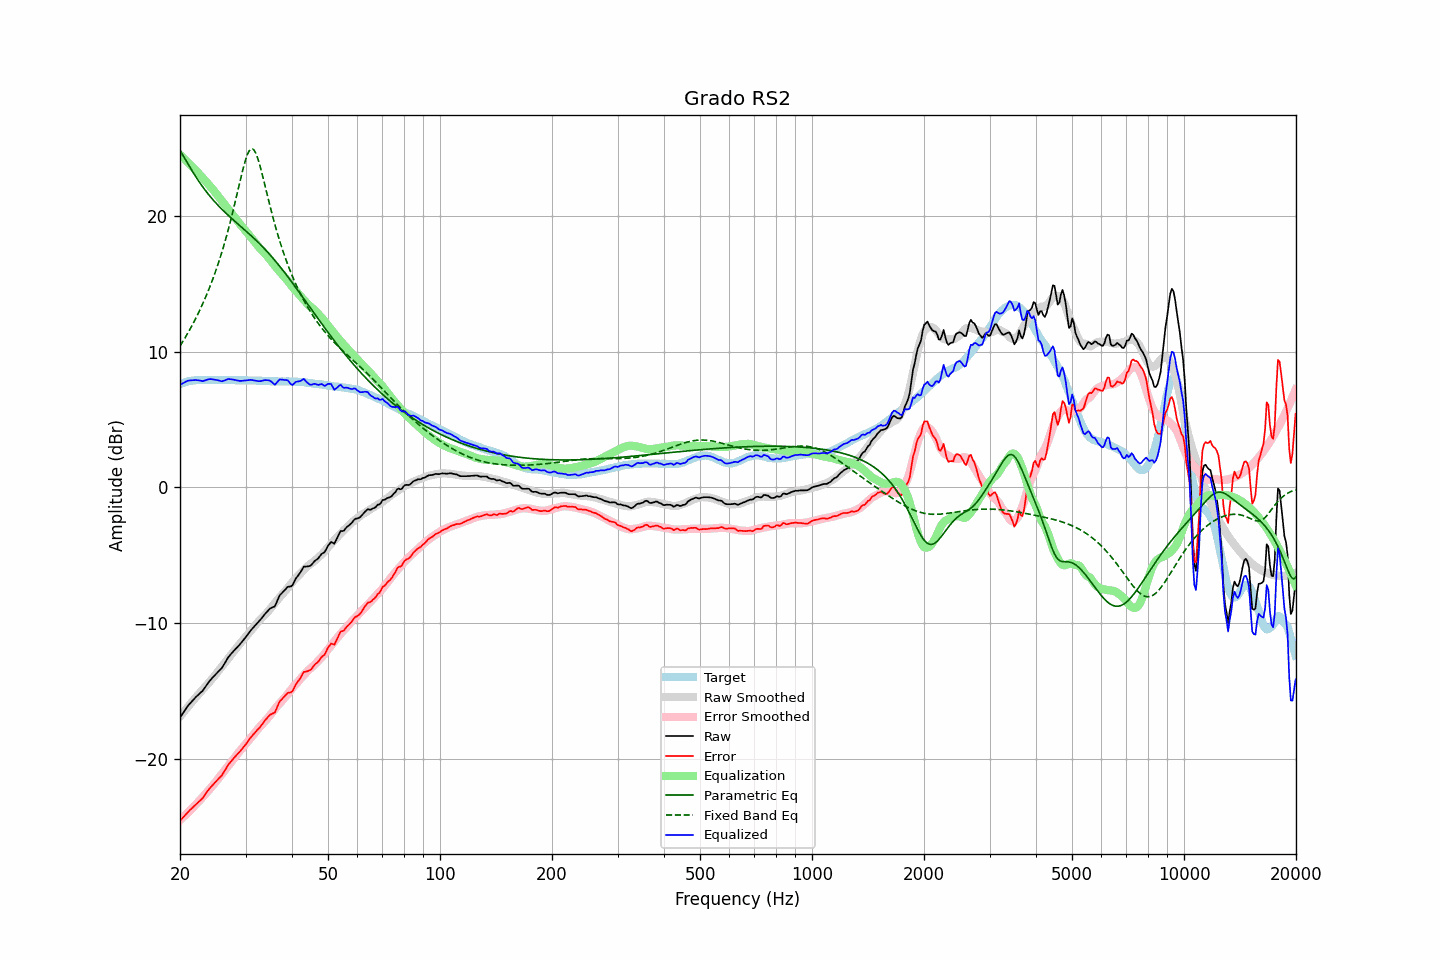 Grado RS2
Amplitude (dBr)
20
10
0
−10
−20
Target
Raw Smoothed
Error Smoothed
Raw
Error
Equalization
Parametric Eq
Fixed Band Eq
Equalized
20 50 100 200 500 1000 2000 5000 10000 20000
Frequency (Hz)